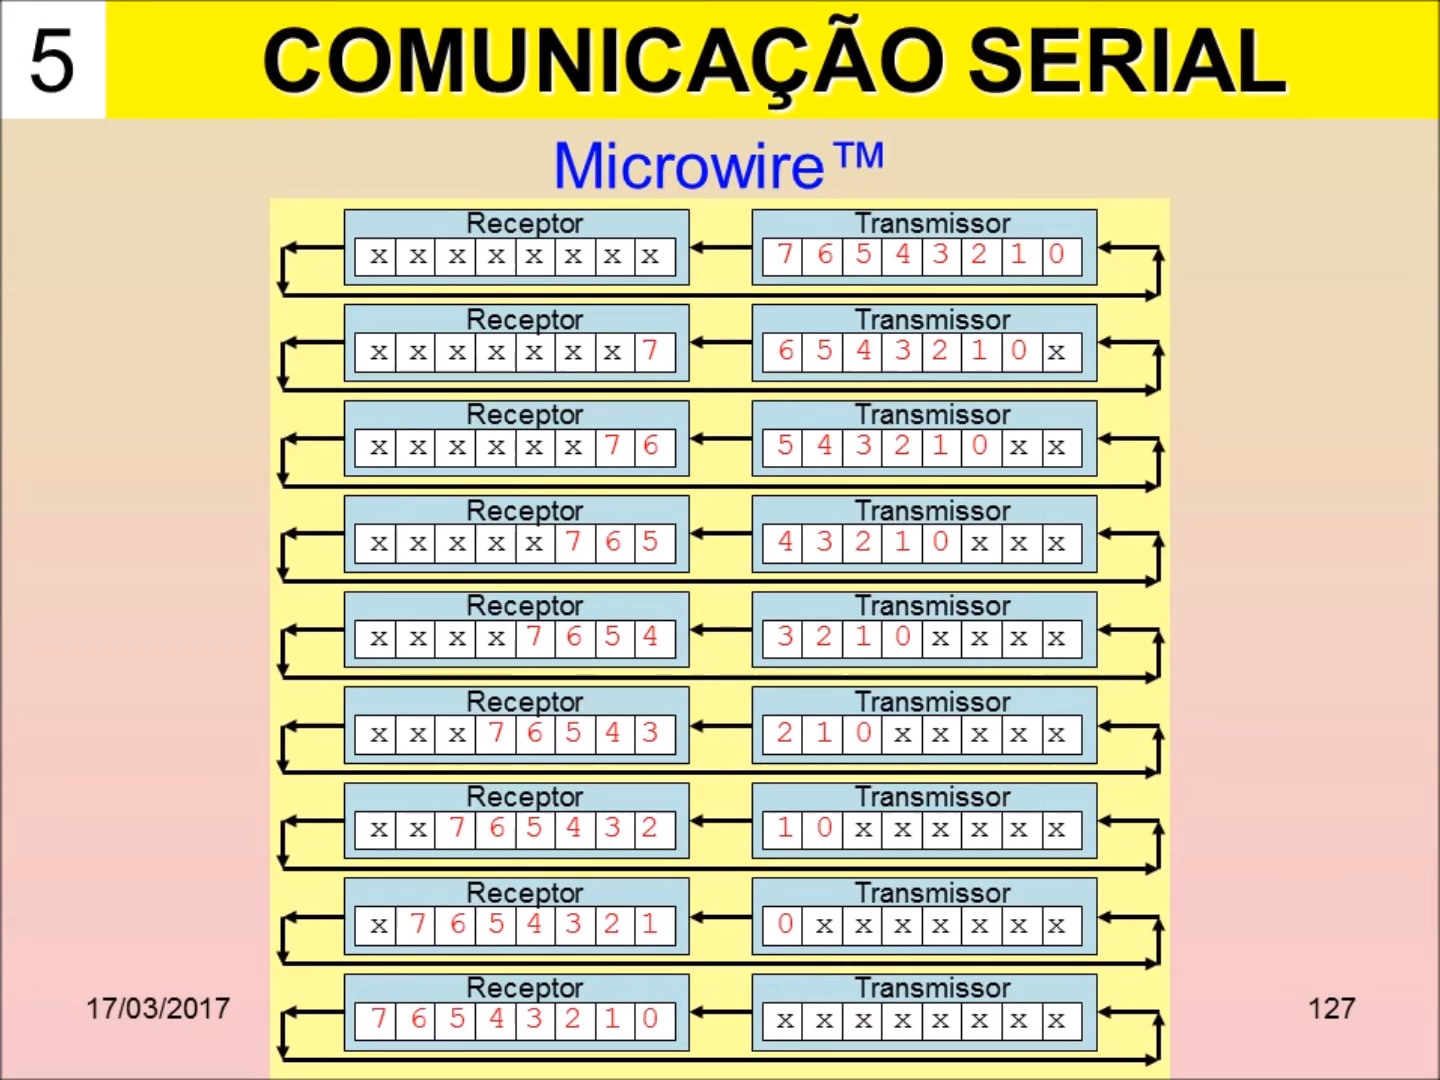 5 COMUNICAÇÃO SERIAL
Microwire™
Receptor Transmissor
x x x x x x x x 7 6 5 4 3 2 1 0
Receptor Transmissor
x x x x x x x 7 6 5 4 3 2 1 0 x
Receptor Transmissor
x x x x x x 7 6 5 4 3 2 1 0 x x
Receptor Transmissor
x x x x x 7 6 5 4 3 2 1 0 x x x
Receptor Transmissor
x x x x 7 6 5 4 3 2 1 0 x x x x
Receptor Transmissor
x x x 7 6 5 4 3 2 1 0 x x x x x
Receptor Transmissor
x x 7 6 5 4 3 2 1 0 x x x x x x
Receptor Transmissor
x 7 6 5 4 3 2 1 0 x x x x x x x
Receptor Transmissor
7 6 5 4 3 2 1 0 x x x x x x x x
17/03/2017 127